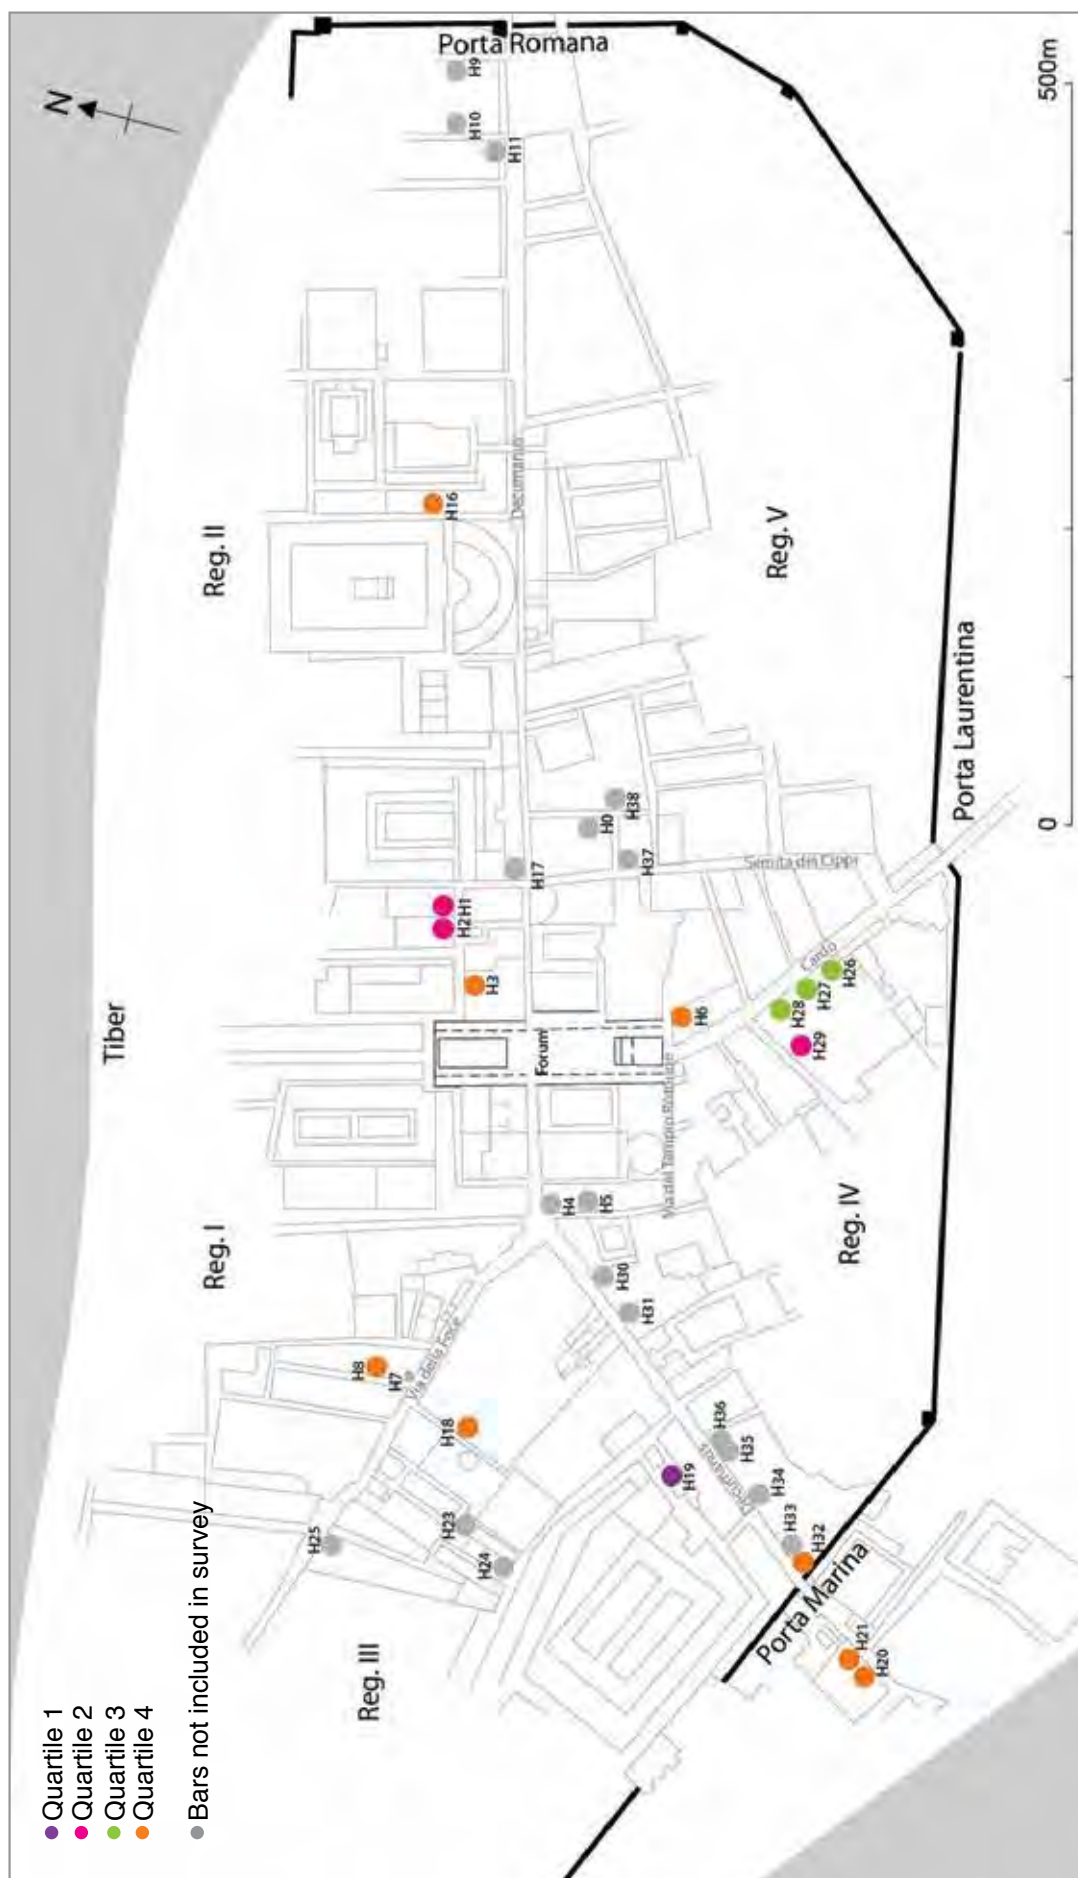 Quartile 1
Quartile 2
Quartile 3
Quartile 4
Bars not included in survey
N
Tiber
Reg. I
Reg. II
Reg. III
Reg. IV
Reg. V
Porta Romana
Porta Laurentina
Porta Marina
Forum
Decumanus
Decumanus
Via della Foce
Via del Tempio Rotondo
Cardo
Semita dei Cippi
H9
H10
H11
H16
H17
H0
H38
H37
H2
H1
H3
H6
H26
H27
H28
H29
H4
H5
H30
H31
H8
H7
H18
H19
H23
H24
H25
H36
H35
H34
H33
H32
H21
H20
0
500m